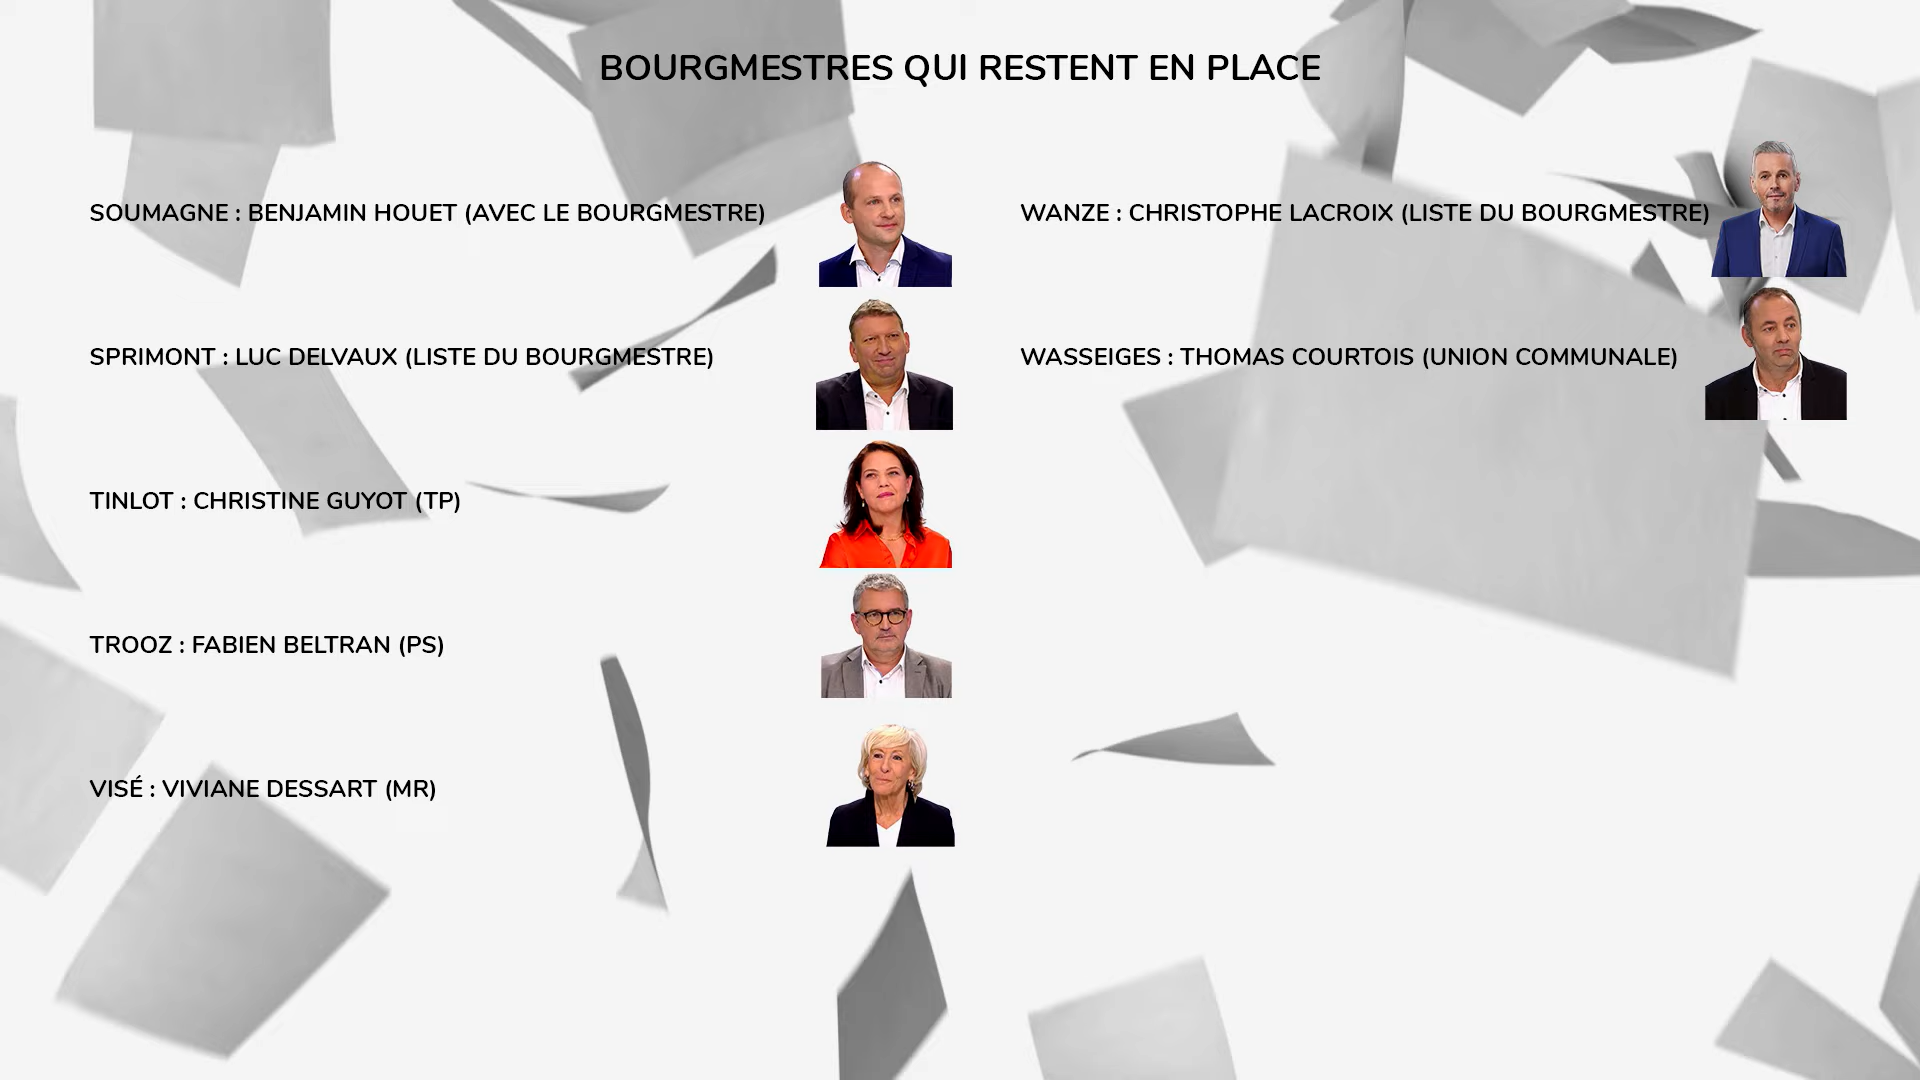 BOURGMESTRES QUI RESTENT EN PLACE
SOUMAGNE : BENJAMIN HOUET (AVEC LE BOURGMESTRE)
SPRIMONT : LUC DELVAUX (LISTE DU BOURGMESTRE)
TINLOT : CHRISTINE GUYOT (TP)
TROOZ : FABIEN BELTRAN (PS)
VISÉ : VIVIANE DESSART (MR)
WANZE : CHRISTOPHE LACROIX (LISTE DU BOURGMESTRE)
WASSEIGES : THOMAS COURTOIS (UNION COMMUNALE)